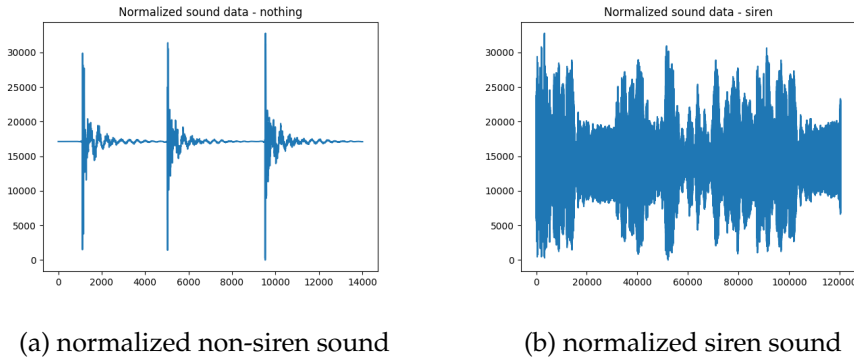 Normalized sound data - nothing
30000
25000
20000
15000
10000
5000
0
0 2000 4000 6000 8000 10000 12000 14000
(a) normalized non-siren sound
Normalized sound data - siren
30000
25000
20000
15000
10000
5000
0
0 20000 40000 60000 80000 100000 120000
(b) normalized siren sound